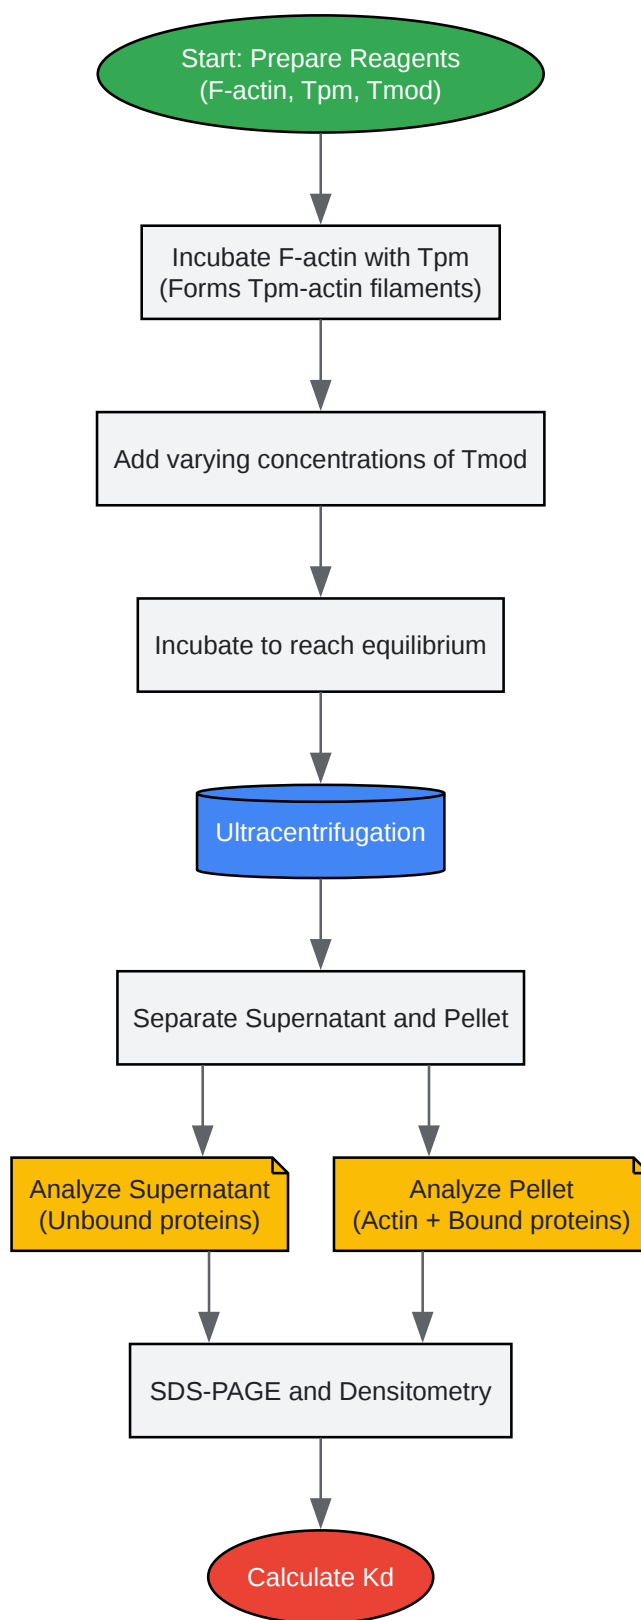 Start: Prepare Reagents
(F-actin, Tpm, Tmod)
Incubate F-actin with Tpm
(Forms Tpm-actin filaments)
Add varying concentrations of Tmod
Incubate to reach equilibrium
Ultracentrifugation
Separate Supernatant and Pellet
Analyze Supernatant
(Unbound proteins)
Analyze Pellet
(Actin + Bound proteins)
SDS-PAGE and Densitometry
Calculate Kd